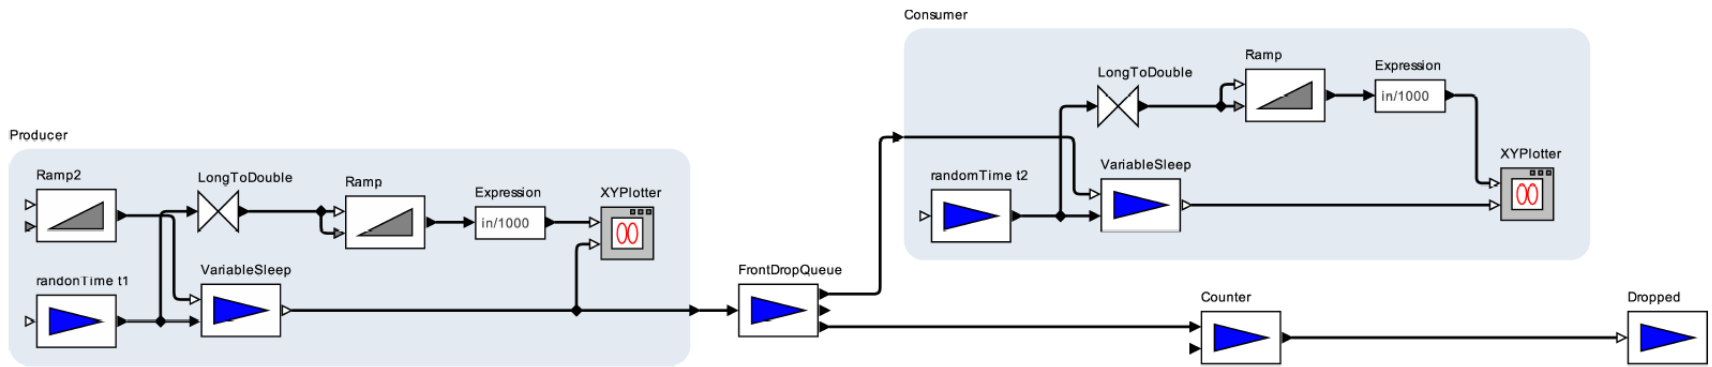 Consumer
Ramp
Expression
LongToDouble
in/1000
Producer
XYPlotter
VariableSleep
randomTime t2
Ramp2
LongToDouble
Ramp
Expression
XYPlotter
in/1000
randonTime t1
VariableSleep
FrontDropQueue
Counter
Dropped